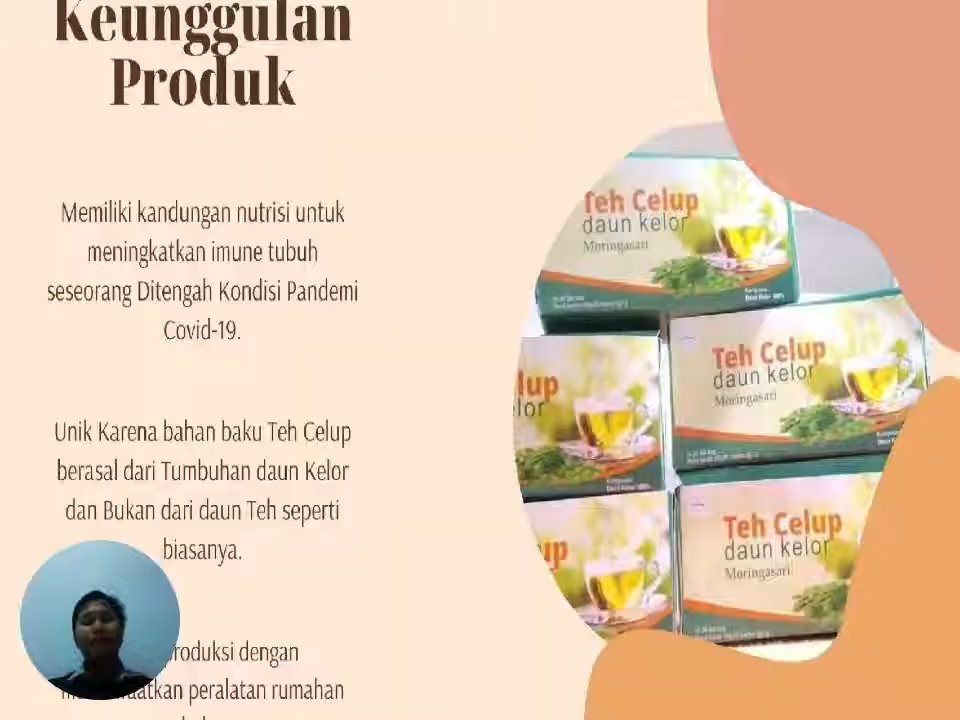 Keunggulan
Produk
Memiliki kandungan nutrisi untuk
meningkatkan imune tubuh
seseorang Ditengah Kondisi Pandemi
Covid-19.
Unik Karena bahan baku Teh Celup
berasal dari Tumbuhan daun Kelor
dan Bukan dari daun Teh seperti
biasanya.
produksi dengan
peralatan rumahan
Teh Celup
daun kelor
Moringasari
Teh Celup
daun kelor
Moringasari
lup
lor
Teh Celup
daun kelor
Moringasari
up